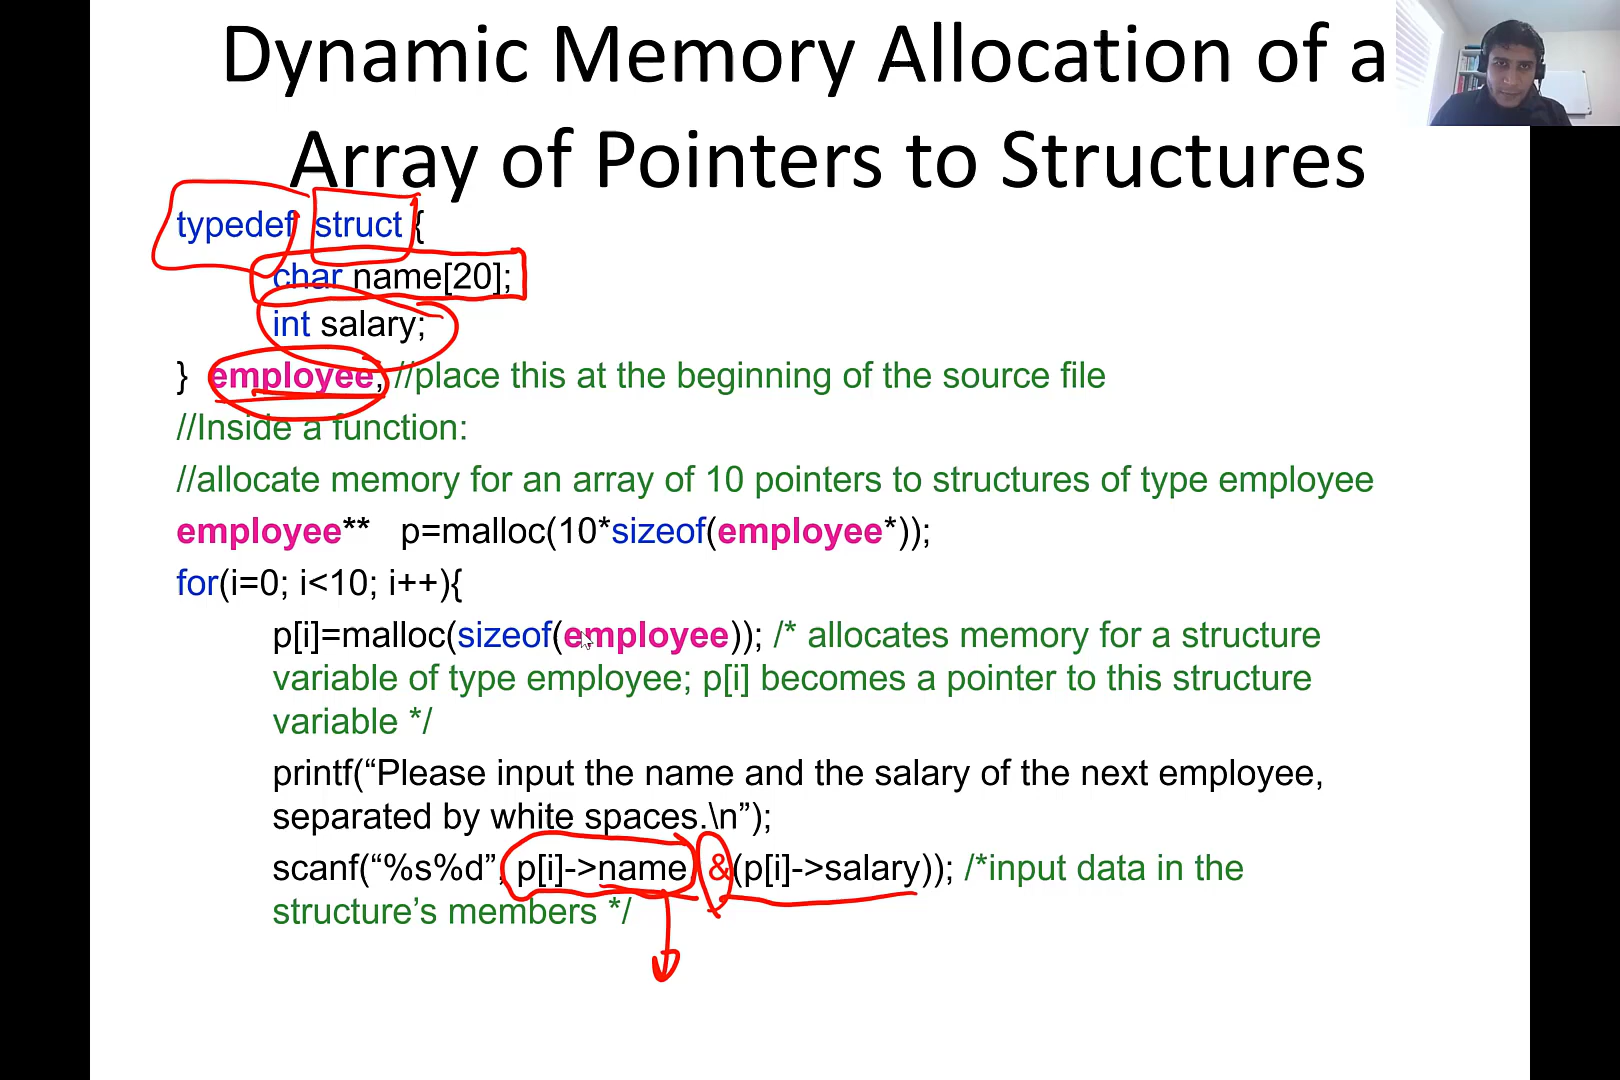 Dynamic Memory Allocation of a
Array of Pointers to Structures
typedef struct {
char name[20];
int salary;
} employee; //place this at the beginning of the source file
//Inside a function:
//allocate memory for an array of 10 pointers to structures of type employee
employee** p=malloc(10*sizeof(employee*));
for(i=0; i<10; i++){
p[i]=malloc(sizeof(employee)); /* allocates memory for a structure
variable of type employee; p[i] becomes a pointer to this structure
variable */
printf(“Please input the name and the salary of the next employee,
separated by white spaces.\n”);
scanf(“%s%d”, p[i]->name, &(p[i]->salary)); /*input data in the
structure’s members */